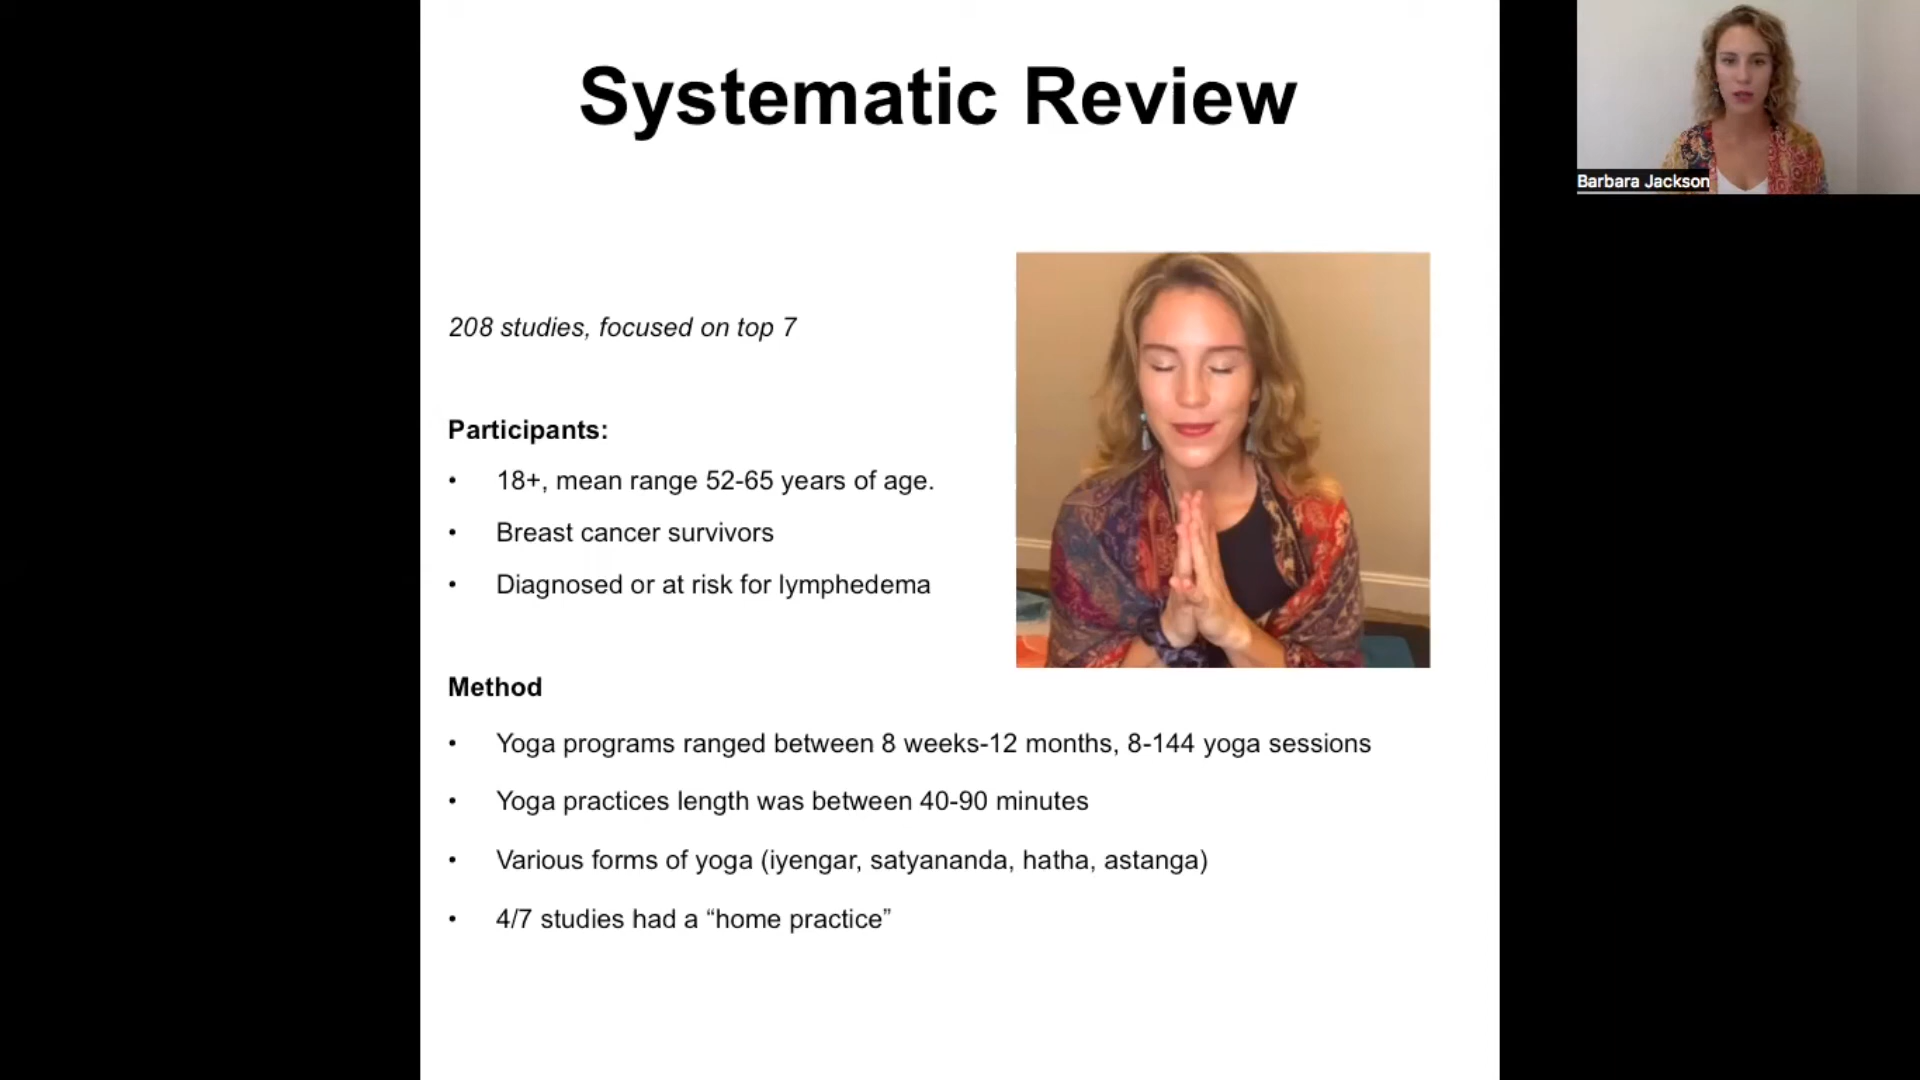 Systematic Review
Barbara Jackson
208 studies, focused on top 7
Participants:
• 18+, mean range 52-65 years of age.
• Breast cancer survivors
• Diagnosed or at risk for lymphedema
Method
• Yoga programs ranged between 8 weeks-12 months, 8-144 yoga sessions
• Yoga practices length was between 40-90 minutes
• Various forms of yoga (iyengar, satyananda, hatha, astanga)
• 4/7 studies had a “home practice”